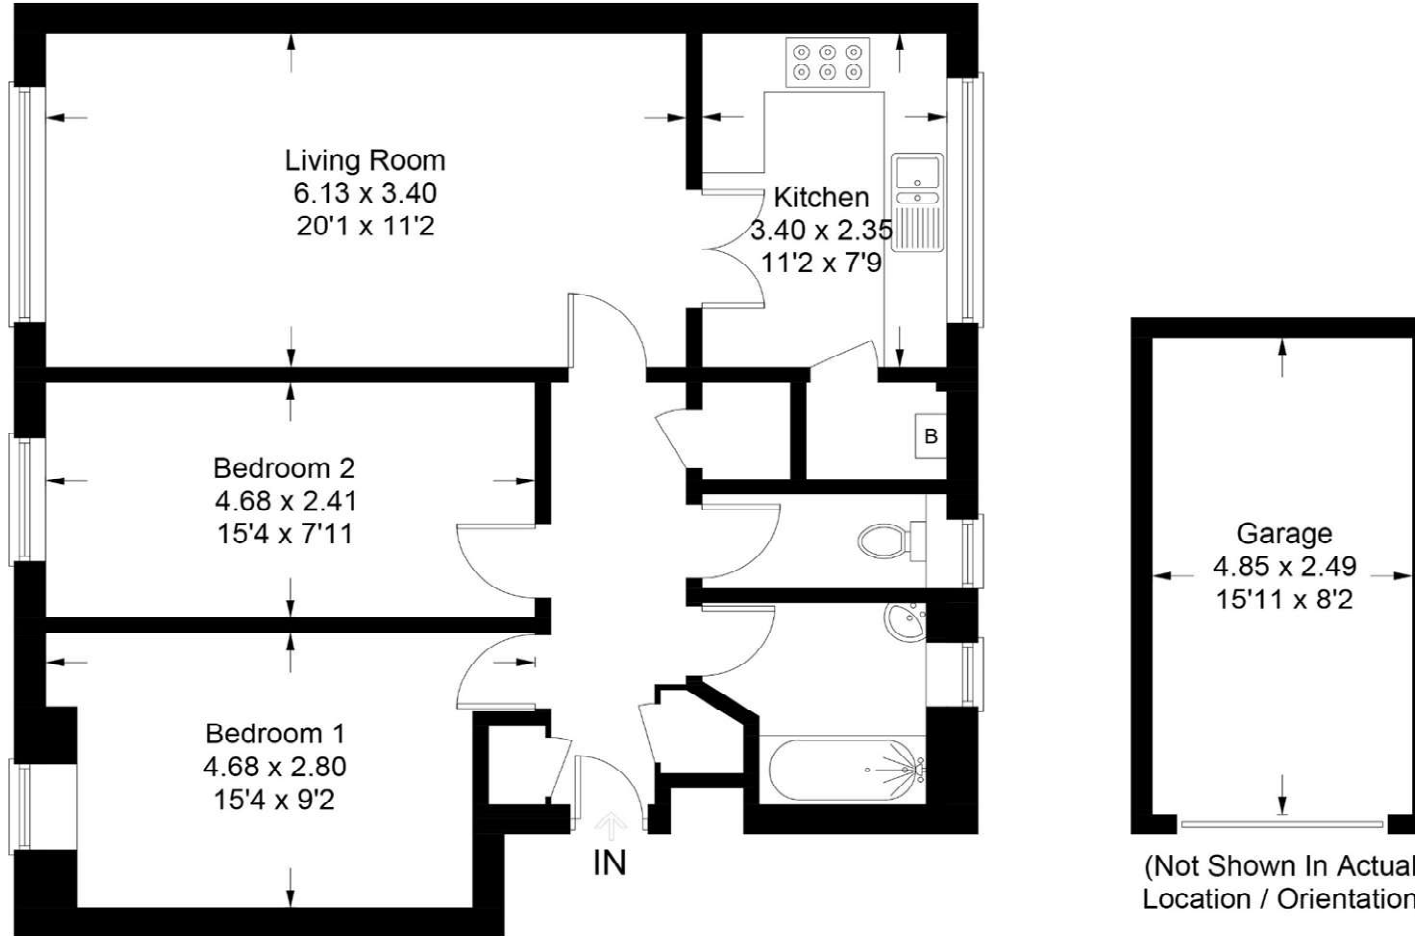 Living Room
6.13 x 3.40
20'1 x 11'2
Kitchen
3.40 x 2.35
11'2 x 7'9
Bedroom 2
4.68 x 2.41
15'4 x 7'11
B
Bedroom 1
4.68 x 2.80
15'4 x 9'2
IN
Garage
4.85 x 2.49
15'11 x 8'2
(Not Shown In Actual
Location / Orientation